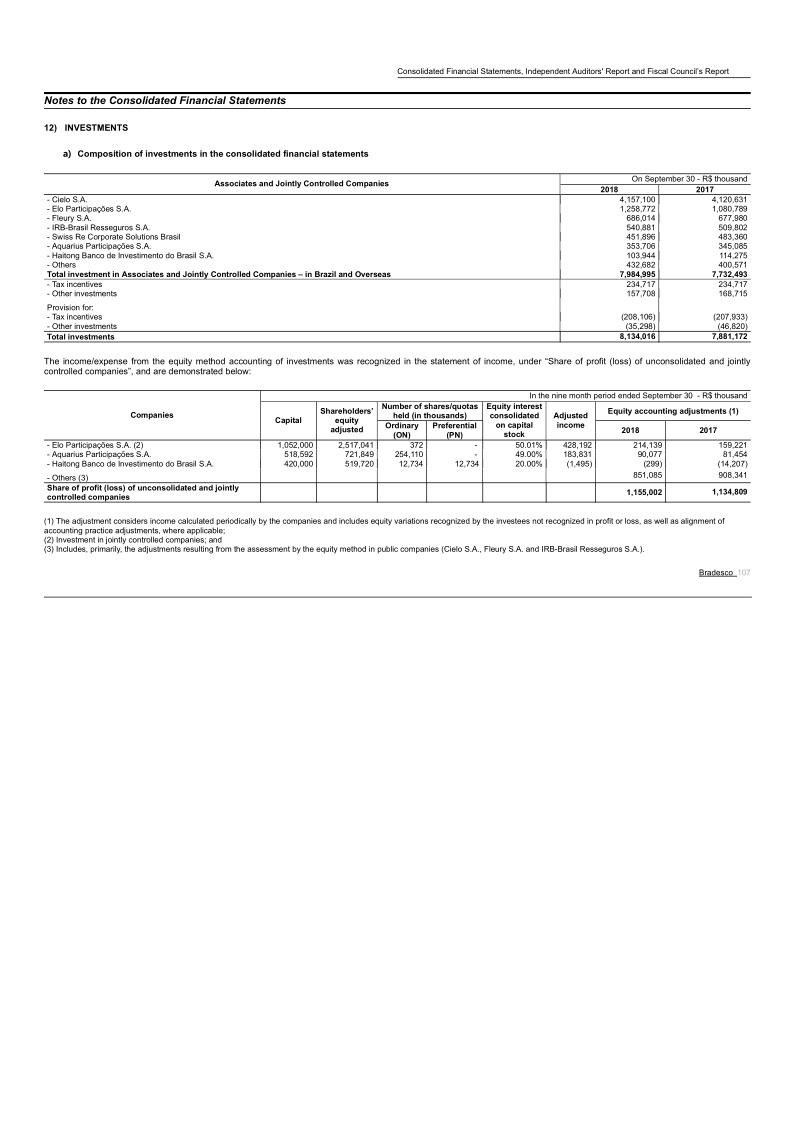 Consolidated Financial Statements, Independent Auditors' Report and Fiscal Council's Report
Notes to the Consolidated Financial Statements
12) INVESTMENTS
a) Composition of investments in the consolidated financial statements
Associates and Jointly Controlled Companies On September 30 - R$ thousand
2018 2017
- Cielo S.A. 4,157,100 4,120,631
- Elo Participações S.A. 1,258,772 1,080,789
- Fleury S.A. 686,014 677,980
- IRB-Brasil Resseguros S.A. 540,881 509,802
- Swiss Re Corporate Solutions Brasil 451,896 483,360
- Aquarius Participações S.A. 353,706 345,085
- Haitong Banco de Investimento do Brasil S.A. 103,944 114,275
- Others 432,682 400,571
Total investment in Associates and Jointly Controlled Companies – in Brazil and Overseas 7,984,995 7,732,493
- Tax incentives 234,717 234,717
- Other investments 157,708 168,715
Provision for:
- Tax incentives (208,106) (207,933)
- Other investments (35,298) (46,820)
Total investments 8,134,016 7,881,172
The income/expense from the equity method accounting of investments was recognized in the statement of income, under “Share of profit (loss) of unconsolidated and jointly
controlled companies”, and are demonstrated below:
In the nine month period ended September 30 - R$ thousand
Companies Capital Shareholders' equity adjusted Number of shares/quotas held (in thousands) Equity interest consolidated on capital stock Adjusted income Equity accounting adjustments (1)
Ordinary (ON) Preferential (PN) 2018 2017
- Elo Participações S.A. (2) 1,052,000 2,517,041 372 - 50.01% 428,192 214,139 159,221
- Aquarius Participações S.A. 518,592 721,849 254,110 - 49.00% 183,831 90,077 81,454
- Haitong Banco de Investimento do Brasil S.A. 420,000 519,720 12,734 12,734 20.00% (1,495) (299) (14,207)
- Others (3) 851,085 908,341
Share of profit (loss) of unconsolidated and jointly
controlled companies 1,155,002 1,134,809
(1) The adjustment considers income calculated periodically by the companies and includes equity variations recognized by the investees not recognized in profit or loss, as well as alignment of
accounting practice adjustments, where applicable;
(2) Investment in jointly controlled companies; and
(3) Includes, primarily, the adjustments resulting from the assessment by the equity method in public companies (Cielo S.A., Fleury S.A. and IRB-Brasil Resseguros S.A.).
Bradesco 107